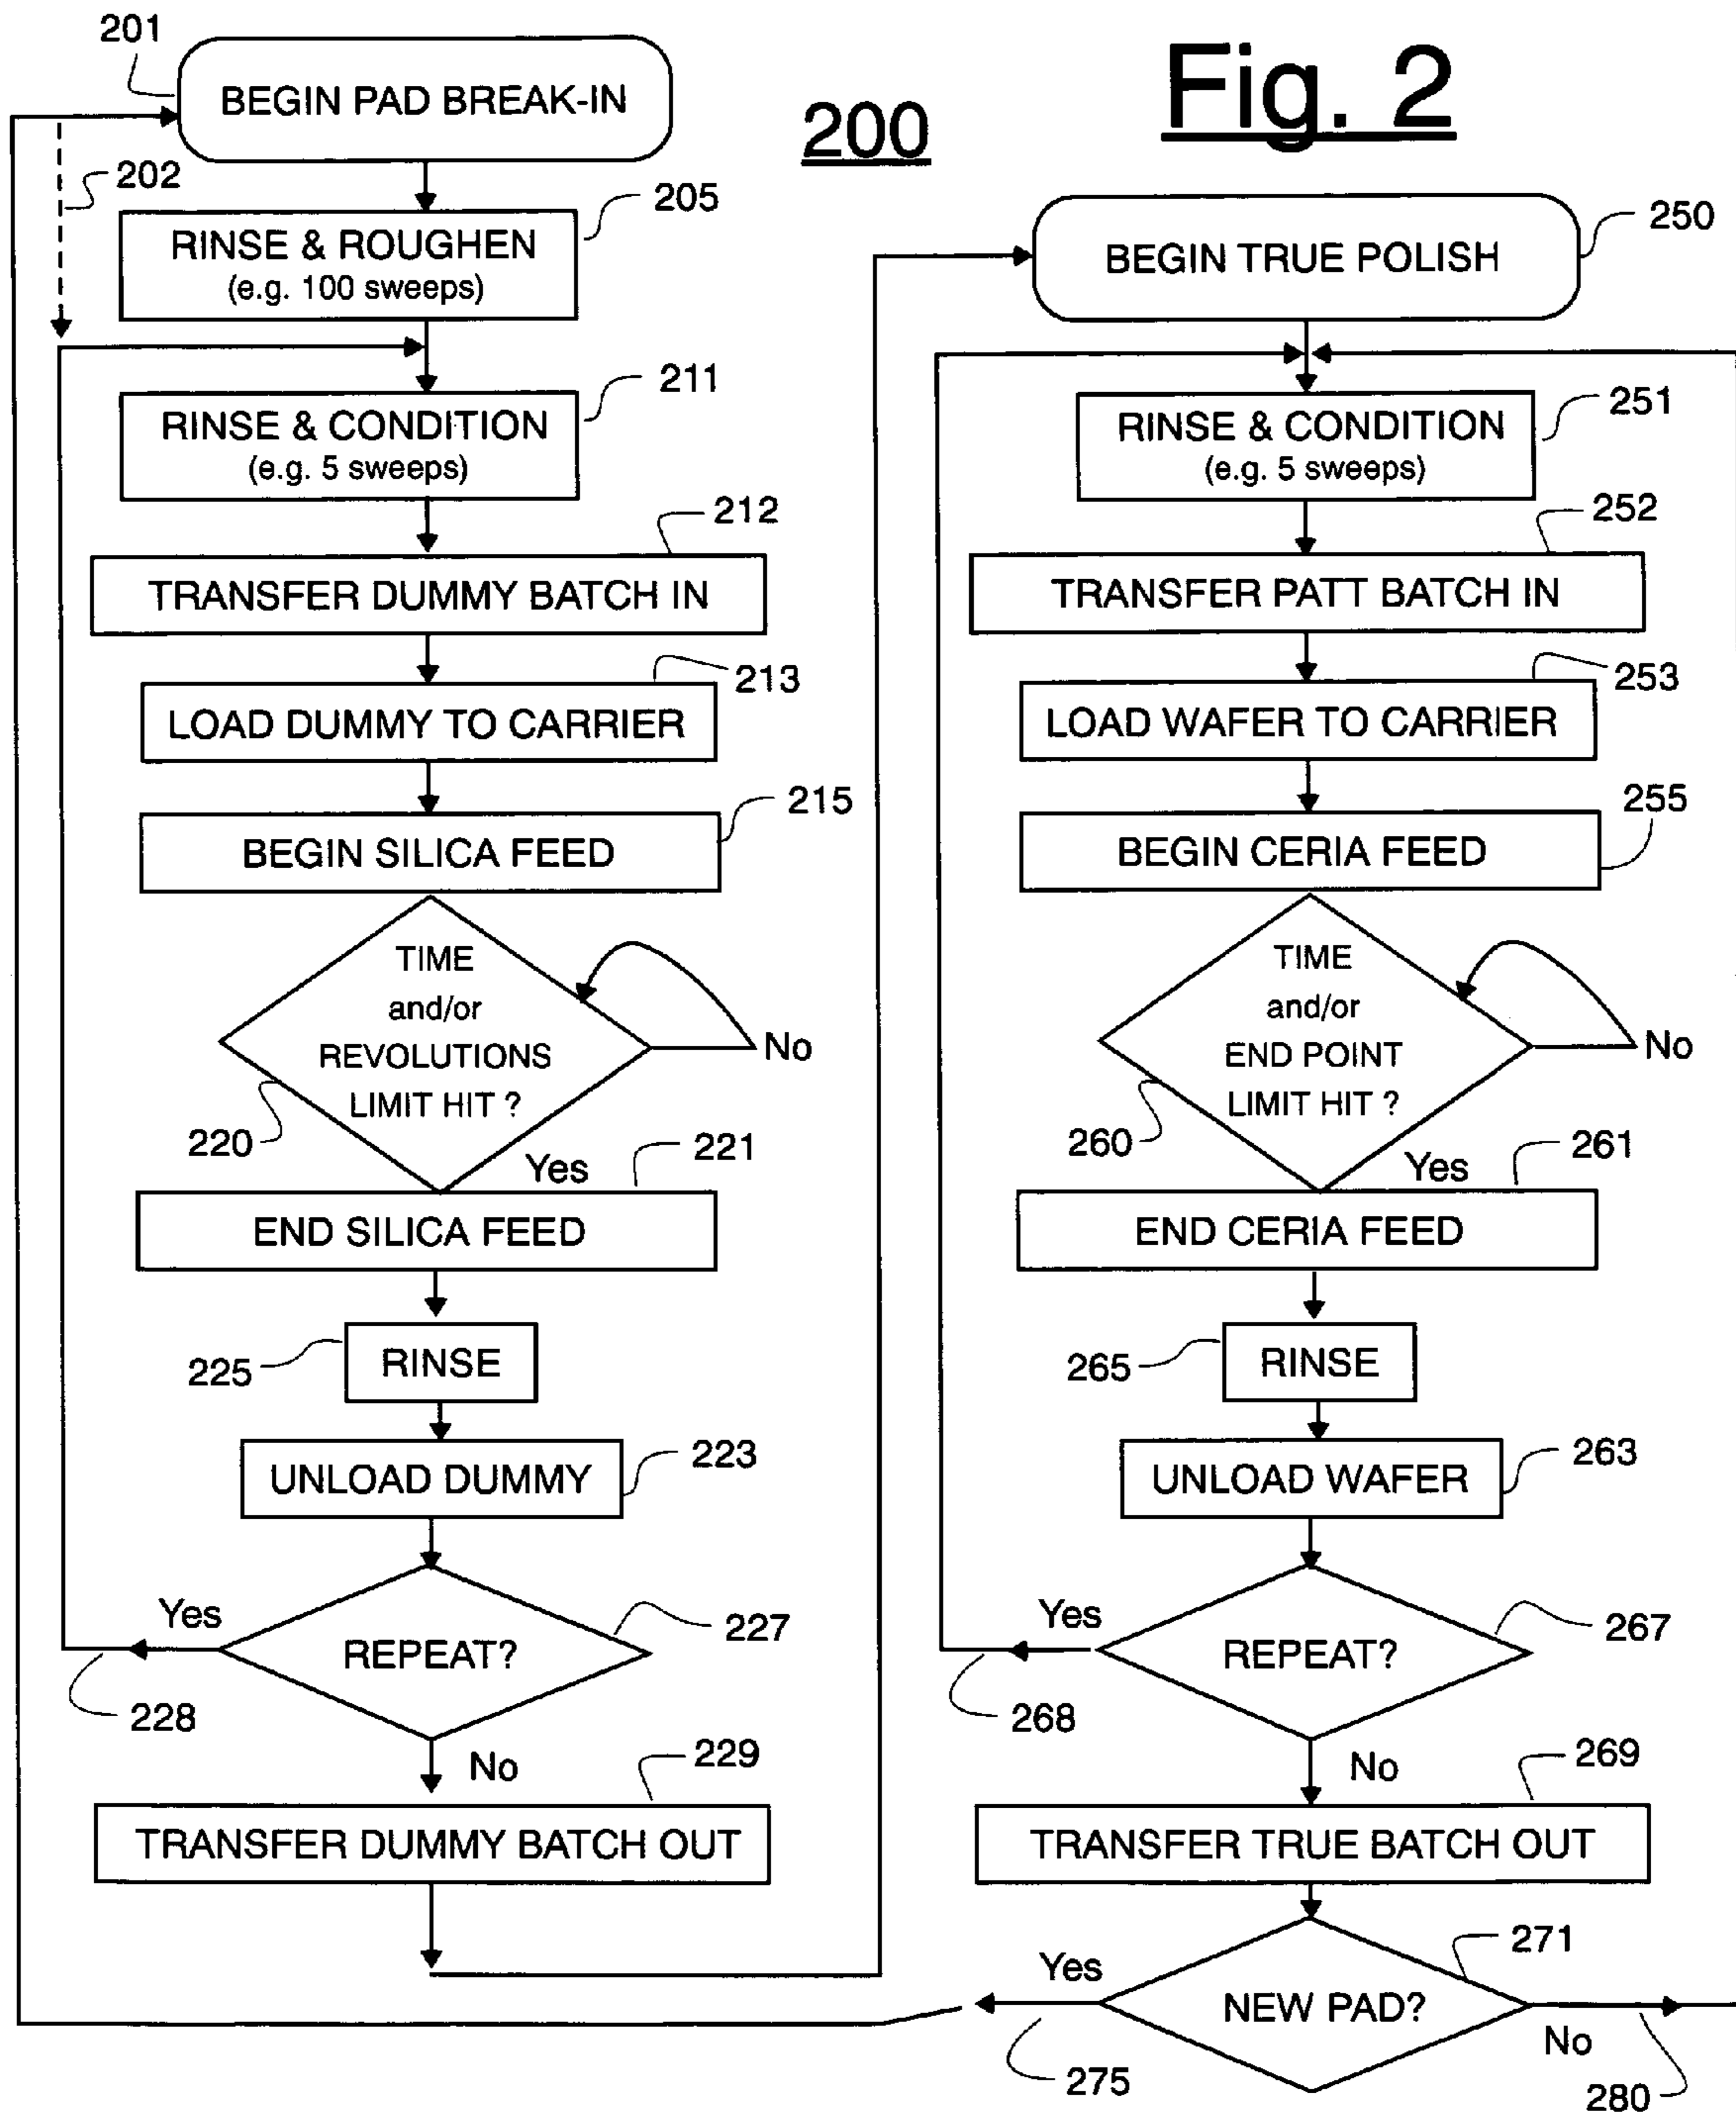 Fig. 2
200
201
BEGIN PAD BREAK-IN
202
205
RINSE & ROUGHEN
(e.g. 100 sweeps)
211
RINSE & CONDITION
(e.g. 5 sweeps)
212
TRANSFER DUMMY BATCH IN
213
LOAD DUMMY TO CARRIER
215
BEGIN SILICA FEED
TIME
and/or
REVOLUTIONS
LIMIT HIT ?
No
220
Yes
221
END SILICA FEED
225
RINSE
223
UNLOAD DUMMY
Yes
227
REPEAT?
228
No
229
TRANSFER DUMMY BATCH OUT
250
BEGIN TRUE POLISH
251
RINSE & CONDITION
(e.g. 5 sweeps)
252
TRANSFER PATT BATCH IN
253
LOAD WAFER TO CARRIER
255
BEGIN CERIA FEED
TIME
and/or
END POINT
LIMIT HIT ?
No
260
Yes
261
END CERIA FEED
265
RINSE
263
UNLOAD WAFER
Yes
267
REPEAT?
268
No
269
TRANSFER TRUE BATCH OUT
271
Yes
NEW PAD?
No
275
280